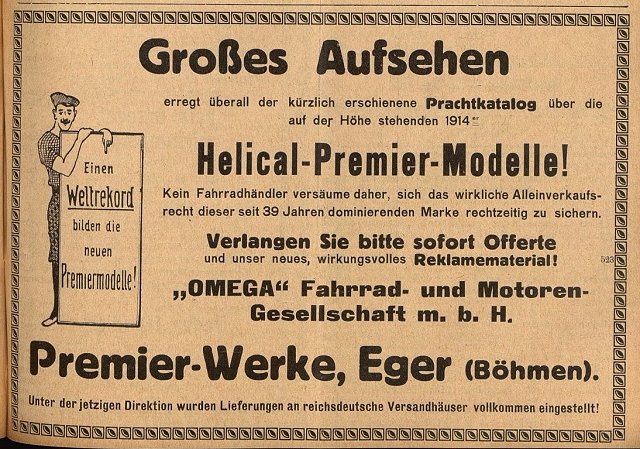 Großes Aufsehen
erregt überall der kürzlich erschienene Prachtkatalog über die
auf der Höhe stehenden 1914er
Helical-Premier-Modelle!
Kein Fahrradhändler versäume daher, sich das wirkliche Alleinverkaufs-
recht dieser seit 39 Jahren dominierenden Marke rechtzeitig zu sichern.
Verlangen Sie bitte sofort Offerte
und unser neues, wirkungsvolles Reklamematerial!
Einen
Weltrekord
bilden die
neuen
Premiermodelle!
523
„OMEGA“ Fahrrad- und Motoren-
Gesellschaft m. b. H.
Premier-Werke, Eger (Böhmen).
Unter der jetzigen Direktion wurden Lieferungen an reichsdeutsche Versandhäuser vollkommen eingestellt!